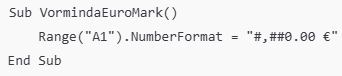 Sub VormindaEuroMark()
    Range("A1").NumberFormat = "#,##0.00 €"
End Sub